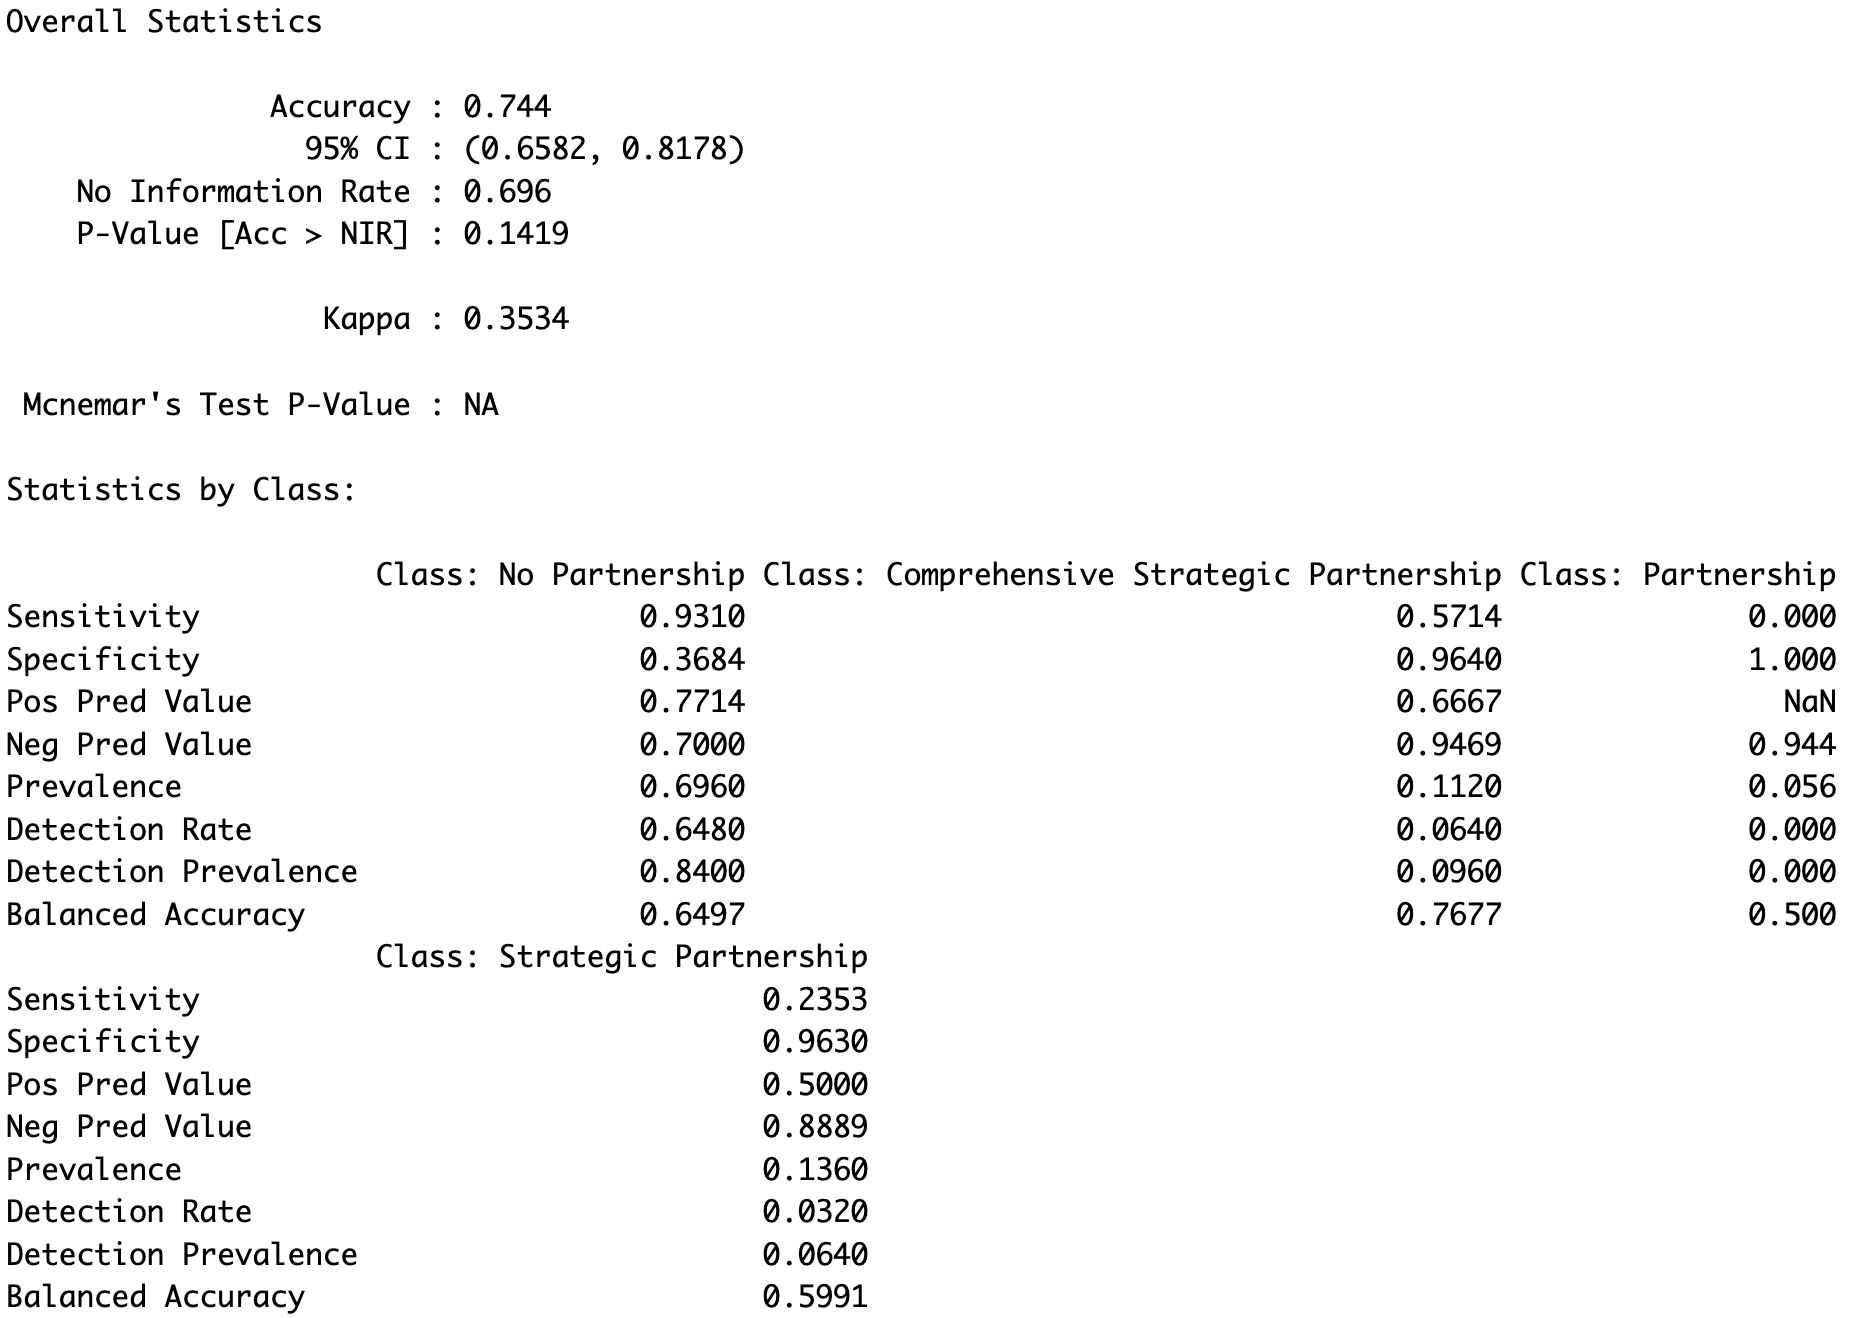 Overall Statistics
Accuracy : 0.744
95% CI : (0.6582, 0.8178)
No Information Rate : 0.696
P-Value [Acc > NIR] : 0.1419
Kappa : 0.3534
Mcnemar's Test P-Value : NA
Statistics by Class:
Class: No Partnership Class: Comprehensive Strategic Partnership Class: Partnership
Sensitivity 0.9310 0.5714 0.000
Specificity 0.3684 0.9640 1.000
Pos Pred Value 0.7714 0.6667 NaN
Neg Pred Value 0.7000 0.9469 0.944
Prevalence 0.6960 0.1120 0.056
Detection Rate 0.6480 0.0640 0.000
Detection Prevalence 0.8400 0.0960 0.000
Balanced Accuracy 0.6497 0.7677 0.500
Class: Strategic Partnership
Sensitivity 0.2353
Specificity 0.9630
Pos Pred Value 0.5000
Neg Pred Value 0.8889
Prevalence 0.1360
Detection Rate 0.0320
Detection Prevalence 0.0640
Balanced Accuracy 0.5991